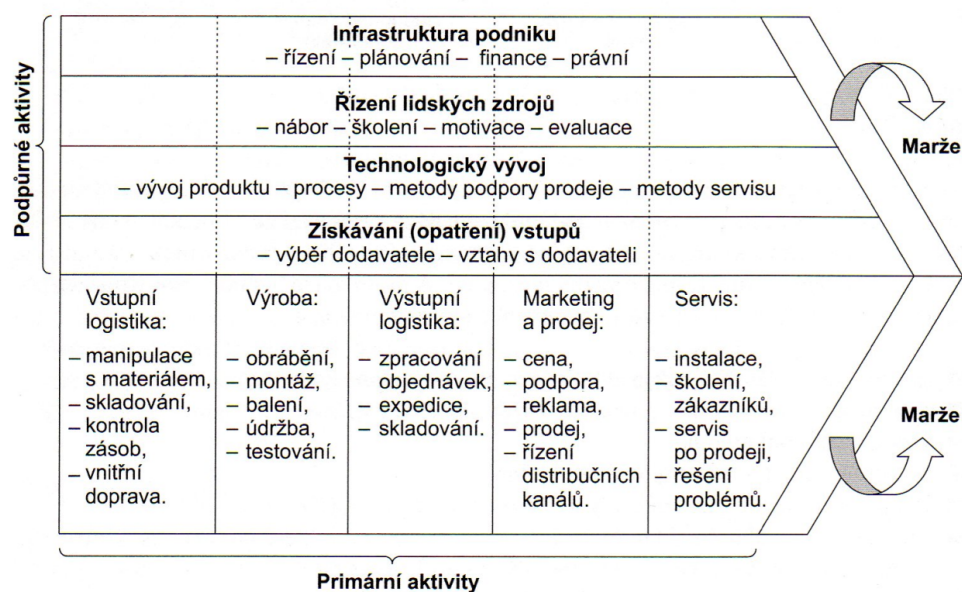 Podpůrné aktivity
Infrastruktura podniku
– řízení – plánování – finance – právní
Řízení lidských zdrojů
– nábor – školení – motivace – evaluace
Technologický vývoj
– vývoj produktu – procesy – metody podpory prodeje – metody servisu
Získávání (opatření) vstupů
– výběr dodavatele – vztahy s dodavateli
Marže
Vstupní
logistika:
– manipulace
s materiálem,
– skladování,
– kontrola
zásob,
– vnitřní
doprava.
Výroba:
– obrábění,
– montáž,
– balení,
– údržba,
– testování.
Výstupní
logistika:
– zpracování
objednávek,
– expedice,
– skladování.
Marketing
a prodej:
– cena,
– podpora,
– reklama,
– prodej,
– řízení
distribučních
kanálů.
Servis:
– instalace,
– školení,
zákazníků,
– servis
po prodeji,
– řešení
problémů.
Marže
Primární aktivity